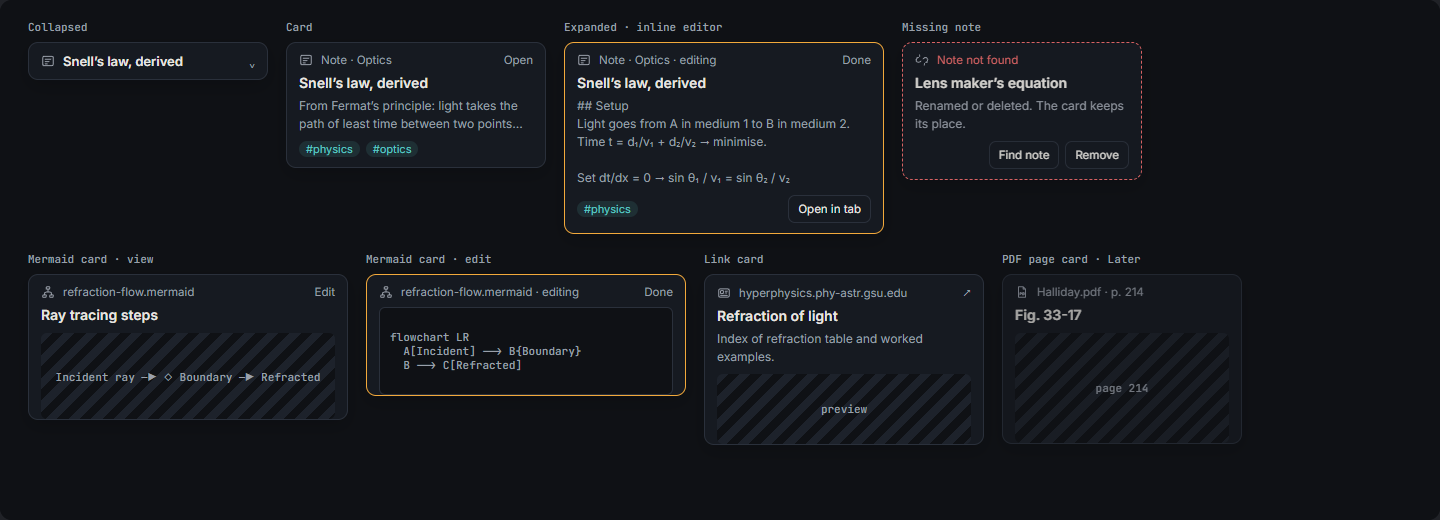 Collapsed
Snell’s law, derived
Card
Note · Optics
Open
Snell’s law, derived
From Fermat’s principle: light takes the
path of least time between two points…
#physics #optics
Expanded · inline editor
Note · Optics · editing
Done
Snell’s law, derived
## Setup
Light goes from A in medium 1 to B in medium 2.
Time t = d₁/v₁ + d₂/v₂ → minimise.
Set dt/dx = 0 → sin θ₁ / v₁ = sin θ₂ / v₂
#physics
Open in tab
Missing note
Note not found
Lens maker’s equation
Renamed or deleted. The card keeps
its place.
Find note
Remove
Mermaid card · view
refraction-flow.mermaid
Edit
Ray tracing steps
Incident ray —▶ ◇ Boundary —▶ Refracted
Mermaid card · edit
refraction-flow.mermaid · editing
Done
flowchart LR
A[Incident] --> B{Boundary}
B --> C[Refracted]
Link card
hyperphysics.phy-astr.gsu.edu
↗
Refraction of light
Index of refraction table and worked
examples.
preview
PDF page card · Later
Halliday.pdf · p. 214
Fig. 33-17
page 214